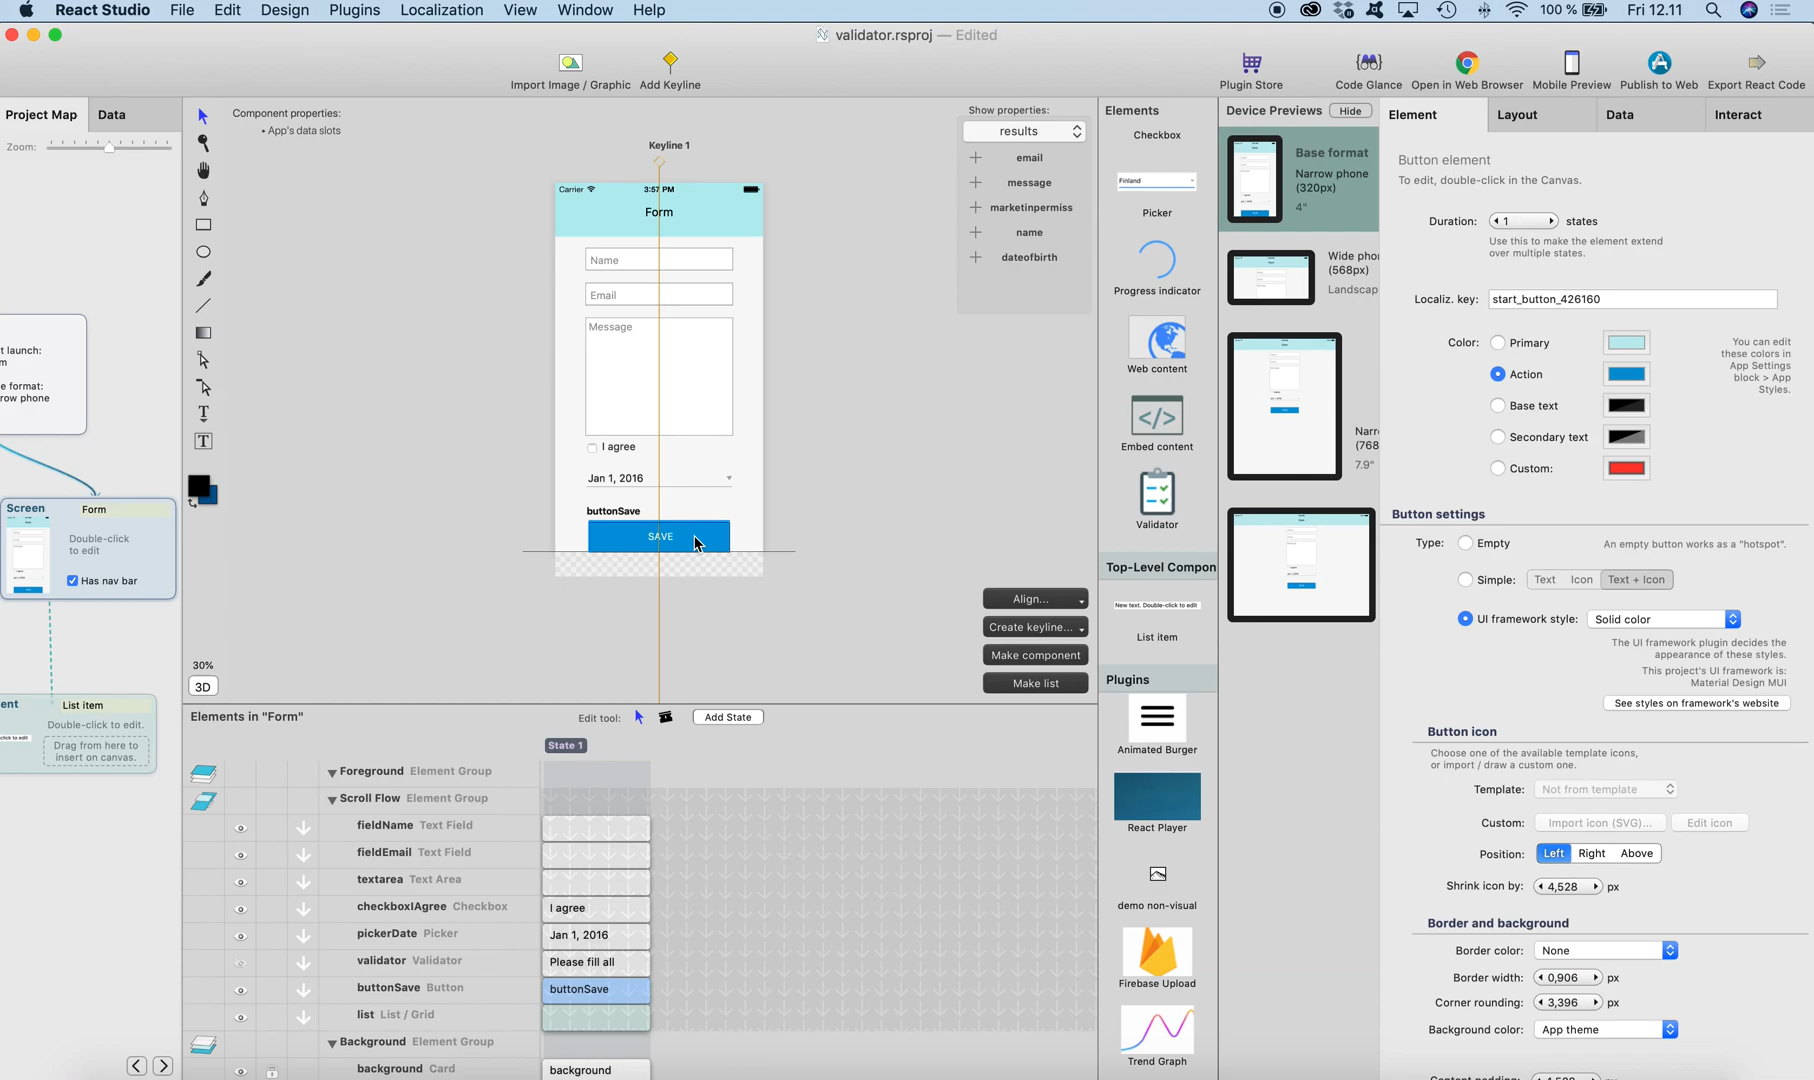 React Studio File Edit Design Plugins Localization View Window Help 100 % Fri 12.11
validator.rsproj — Edited
Import Image / Graphic Add Keyline Plugin Store Code Glance Open in Web Browser Mobile Preview Publish to Web Export React Code
Project Map Data
Zoom:
t launch:
m
e format:
row phone
Screen Form
Double-click
to edit
Has nav bar
ent List item
Double-click to edit.
click to edit
Drag from here to
insert on canvas.
Component properties:
• App's data slots
Keyline 1
Carrier 3:57 PM
Form
Name
Email
Message
I agree
Jan 1, 2016
buttonSave
SAVE
30%
3D
Show properties:
results
email
message
marketinpermiss
name
dateofbirth
Align...
Create keyline...
Make component
Make list
Elements in "Form" Edit tool: Add State
State 1
Foreground Element Group
Scroll Flow Element Group
fieldName Text Field
fieldEmail Text Field
textarea Text Area
checkboxIAgree Checkbox I agree
pickerDate Picker Jan 1, 2016
validator Validator Please fill all
buttonSave Button buttonSave
list List / Grid
Background Element Group
background Card background
Elements
Checkbox
Finland
Picker
Progress indicator
Web content
</>
Embed content
Validator
Top-Level Compon
New text. Double-click to edit
List item
Plugins
Animated Burger
React Player
demo non-visual
Firebase Upload
Trend Graph
Device Previews Hide
Base format
Narrow phone
(320px)
4"
Wide phon
(568px)
Landscap
Narr
(768
7.9"
Element Layout Data Interact
Button element
To edit, double-click in the Canvas.
Duration: 1 states
Use this to make the element extend
over multiple states.
Localiz. key: start_button_426160
Color: Primary
Action
Base text
Secondary text
Custom:
You can edit
these colors in
App Settings
block > App
Styles.
Button settings
Type: Empty An empty button works as a "hotspot".
Simple: Text Icon Text + Icon
UI framework style: Solid color
The UI framework plugin decides the
appearance of these styles.
This project's UI framework is:
Material Design MUI
See styles on framework's website
Button icon
Choose one of the available template icons,
or import / draw a custom one.
Template: Not from template
Custom: Import icon (SVG)... Edit icon
Position: Left Right Above
Shrink icon by: 4,528 px
Border and background
Border color: None
Border width: 0,906 px
Corner rounding: 3,396 px
Background color: App theme